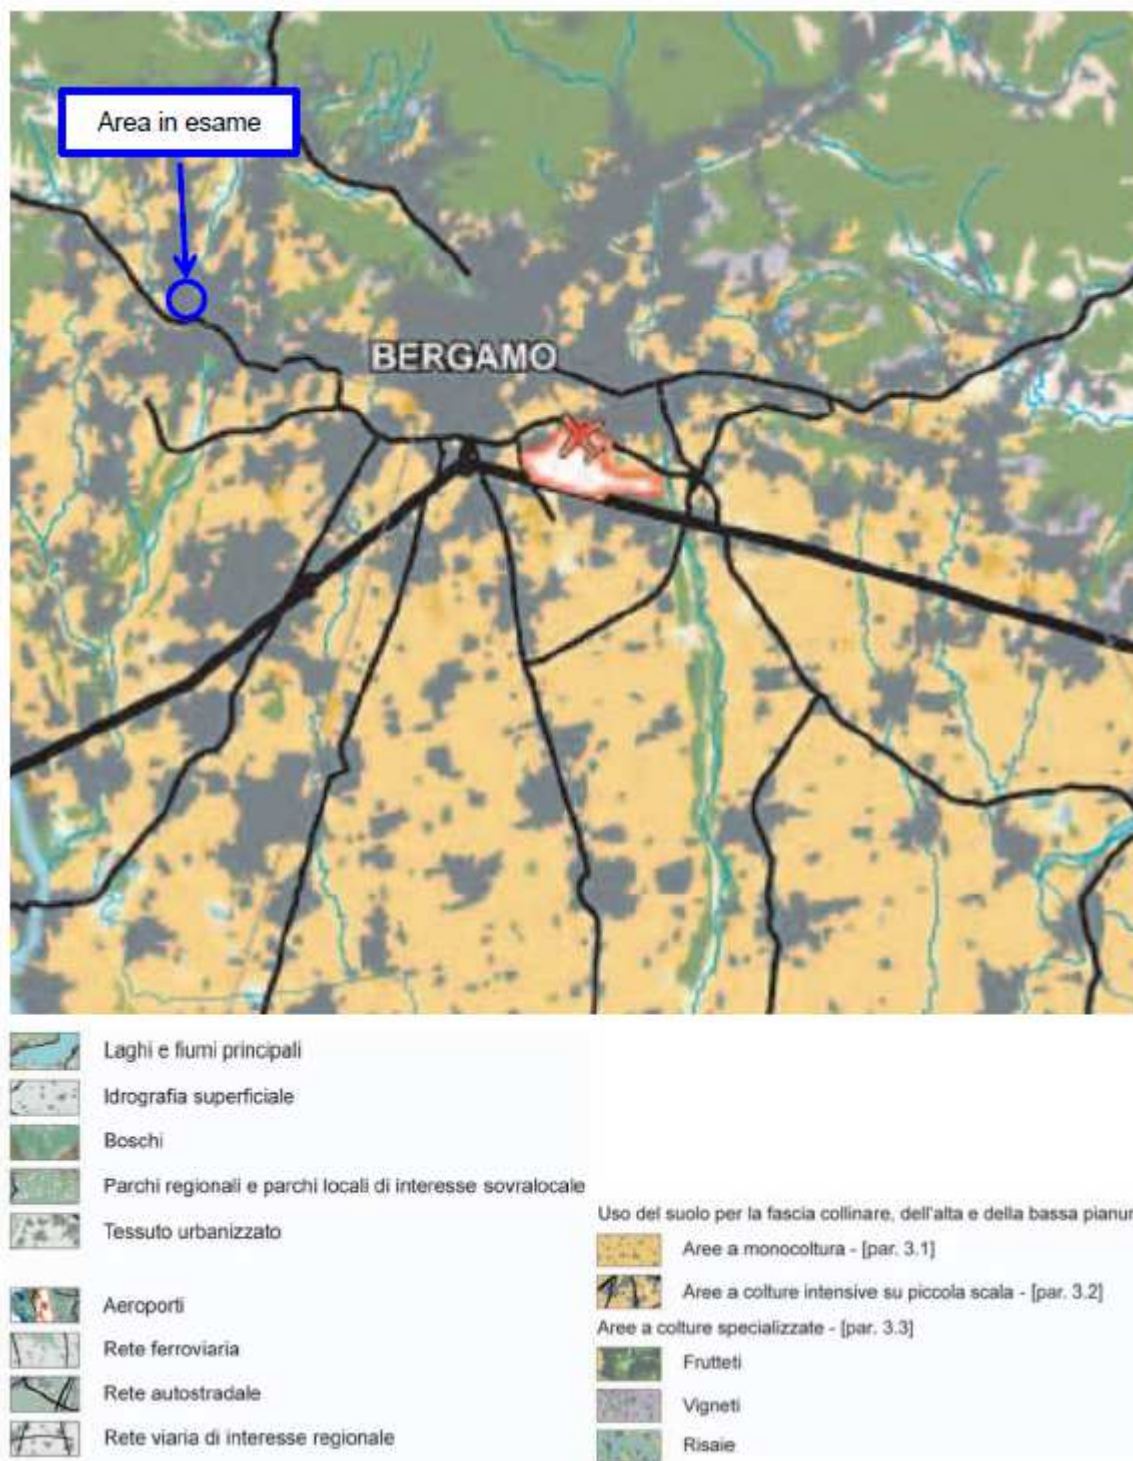 Area in esame
BERGAMO
Laghi e fiumi principali
Idrografia superficiale
Boschi
Parchi regionali e parchi locali di interesse sovralocale
Tessuto urbanizzato
Aeroporti
Rete ferroviaria
Rete autostradale
Rete viaria di interesse regionale
Uso del suolo per la fascia collinare, dell'alta e della bassa pianur
Aree a monocoltura - [par. 3.1]
Aree a colture intensive su piccola scala - [par. 3.2]
Aree a colture specializzate - [par. 3.3]
Frutteti
Vigneti
Risaie